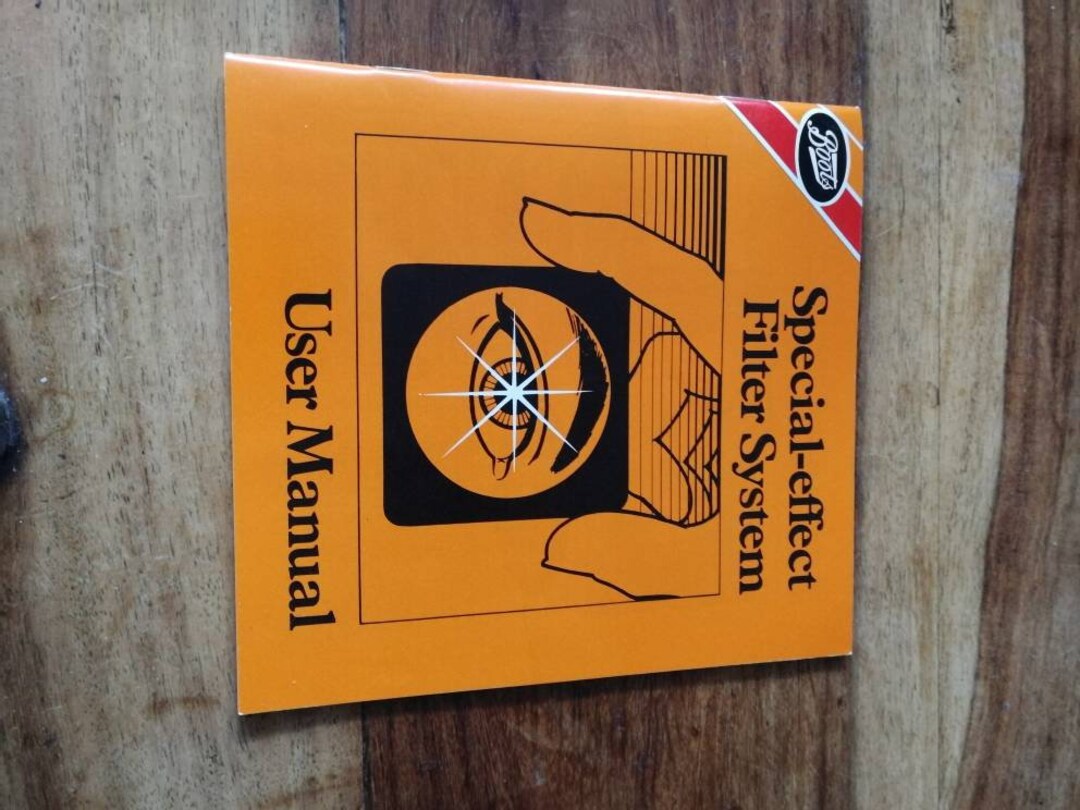 Boots
Special-effect
Filter System
User Manual